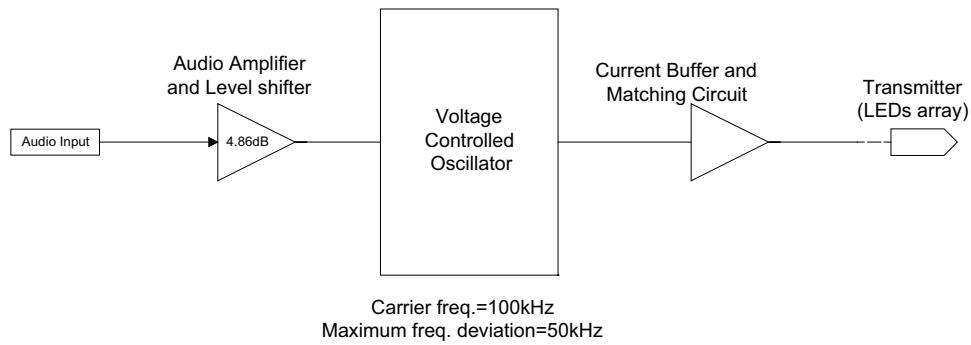 Audio Amplifier
and Level shifter
Current Buffer and
Matching Circuit
Transmitter
(LEDs array)
Audio Input
4.86dB
Voltage
Controlled
Oscillator
Carrier freq.=100kHz
Maximum freq. deviation=50kHz